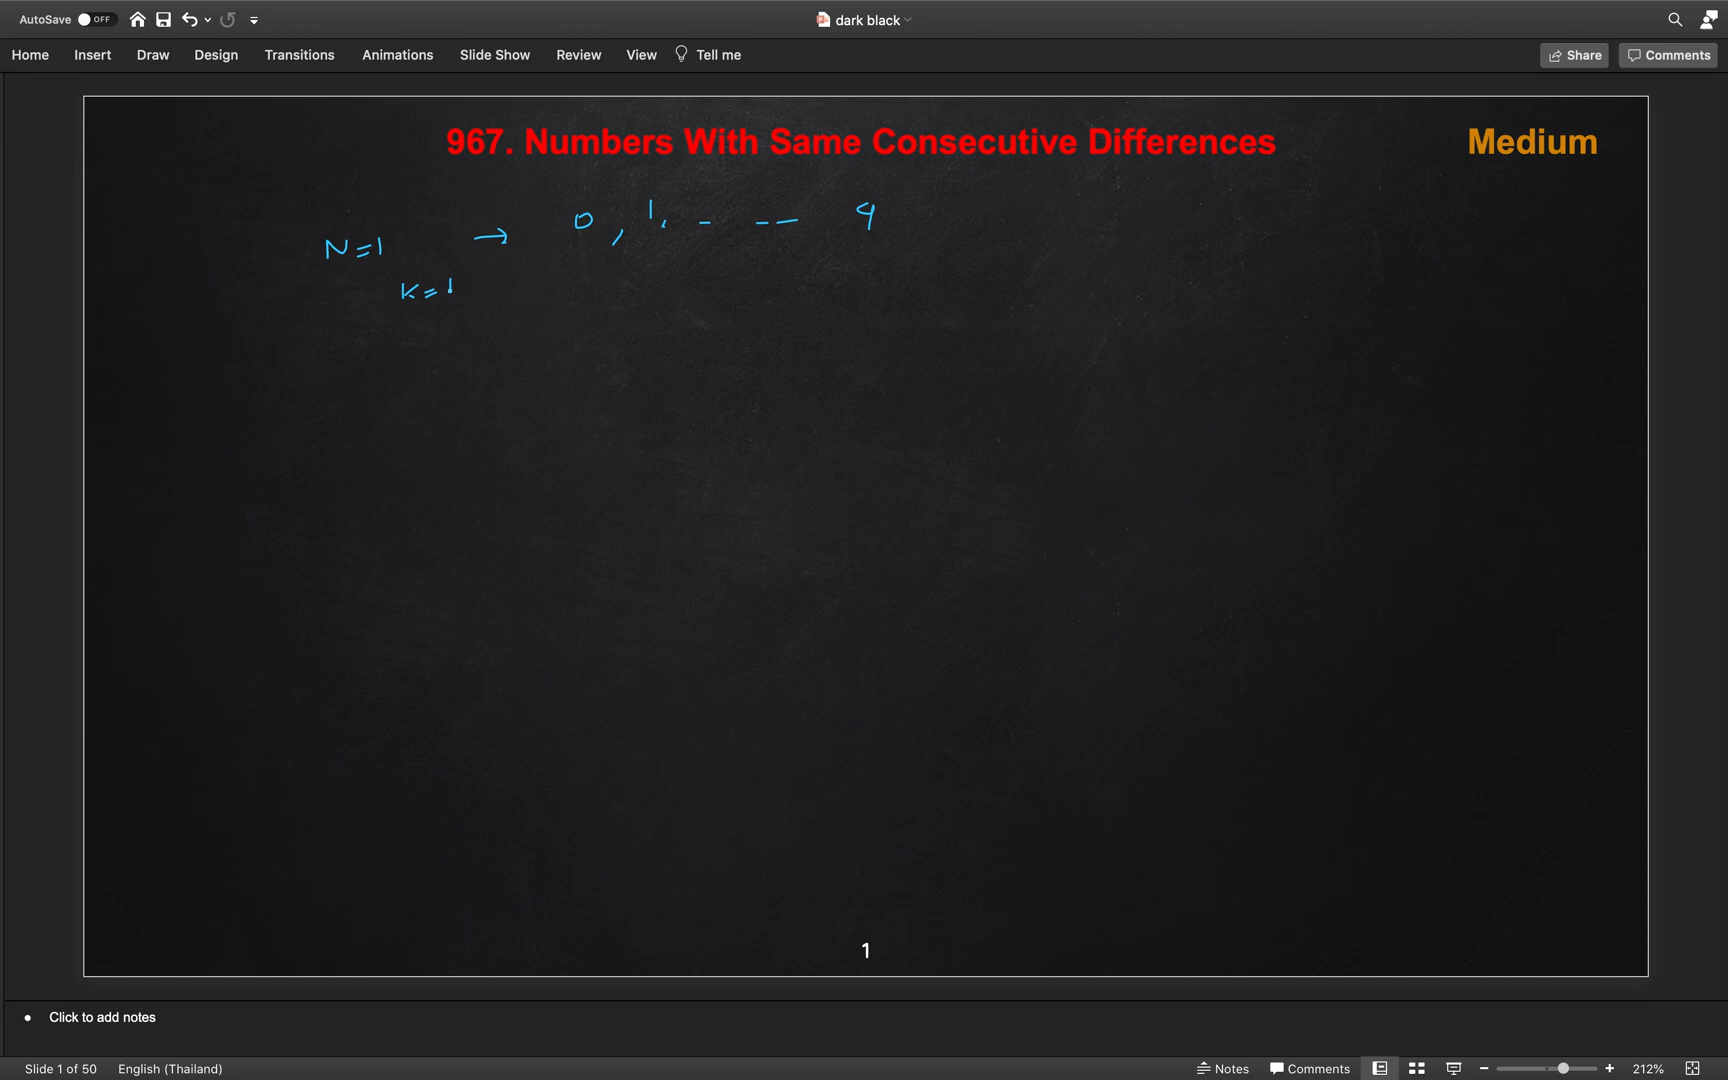 AutoSave OFF dark black
Home Insert Draw Design Transitions Animations Slide Show Review View Tell me Share Comments
967. Numbers With Same Consecutive Differences Medium
N=1 → 0, 1, - - — 9
K=1
1
• Click to add notes
Slide 1 of 50 English (Thailand) Notes Comments 212%